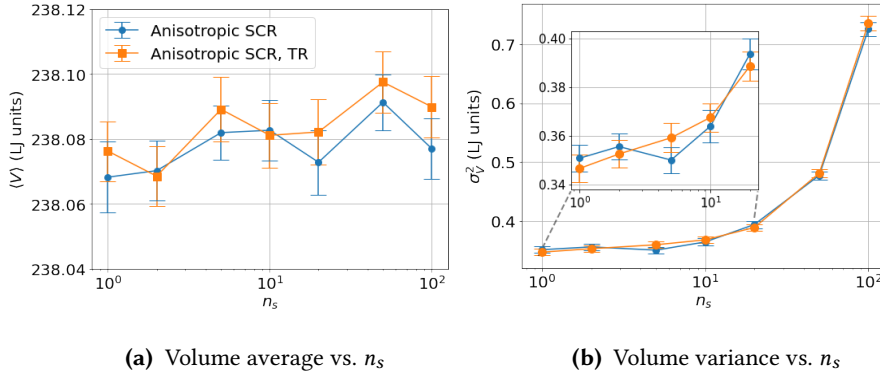 Anisotropic SCR
Anisotropic SCR, TR
238.12
238.10
238.08
238.06
238.04
⟨V⟩ (LJ units)
10⁰
10¹
10²
nₛ
0.7
0.6
0.5
0.4
σ²_V (LJ units)
0.40
0.38
0.36
0.34
10⁰
10¹
10⁰
10¹
10²
nₛ
(a) Volume average vs. nₛ
(b) Volume variance vs. nₛ